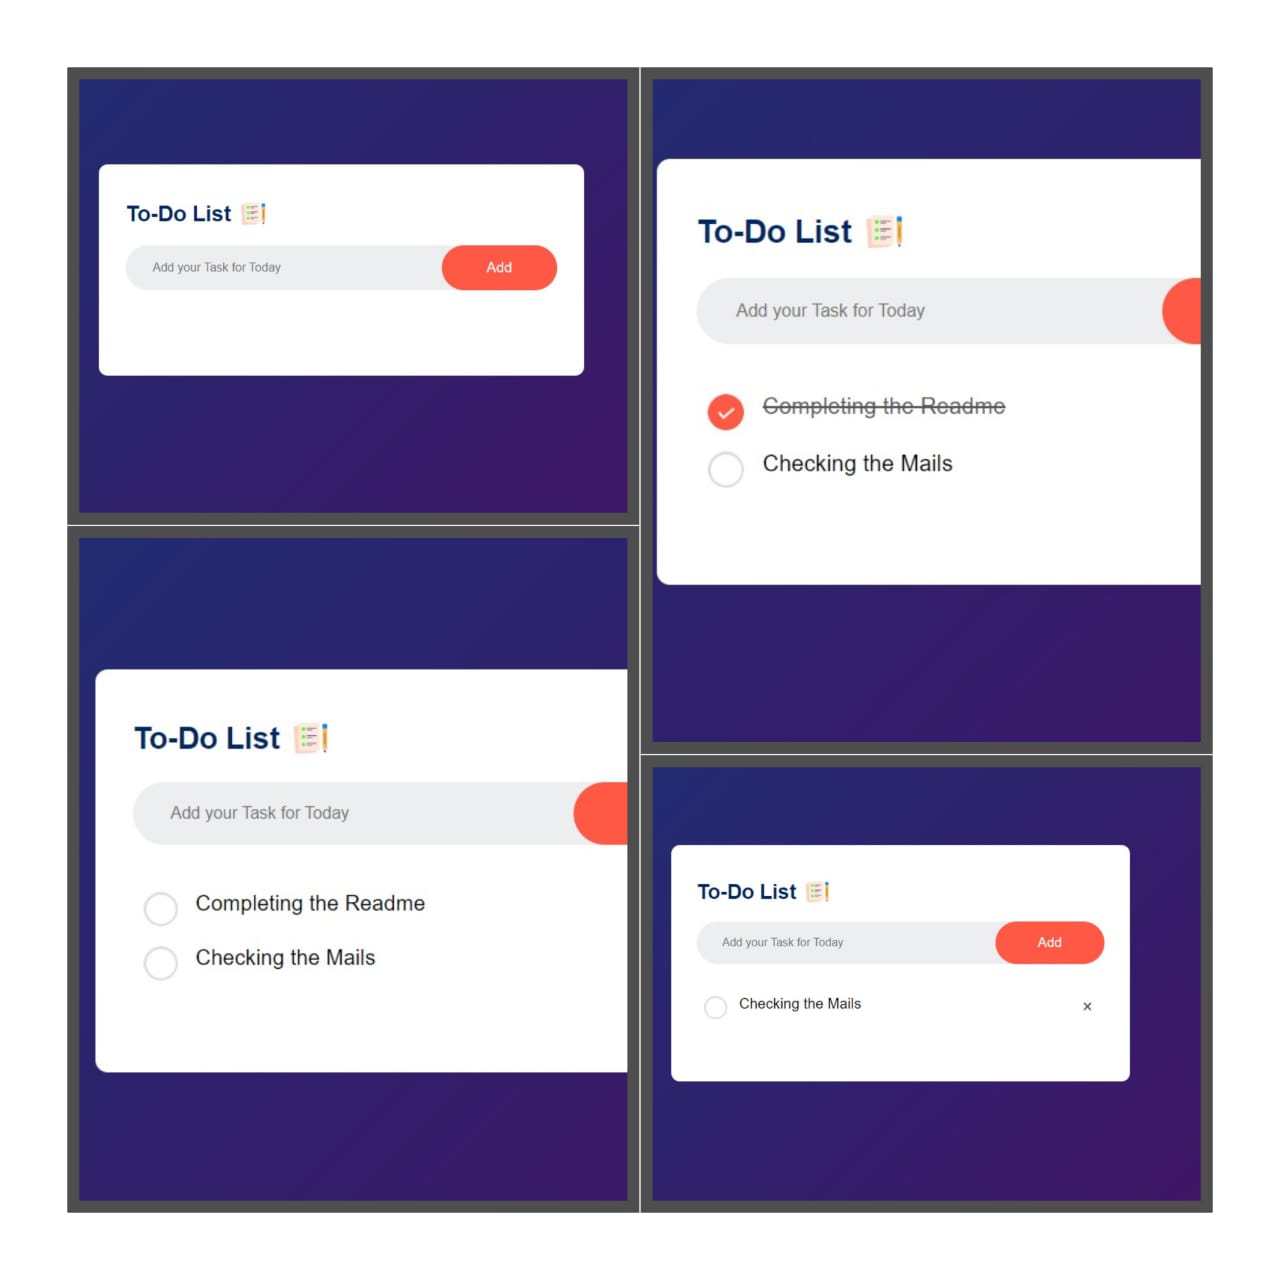 To-Do List
Add your Task for Today
Add
To-Do List
Add your Task for Today
Completing the Readme
Checking the Mails
To-Do List
Add your Task for Today
Completing the Readme
Checking the Mails
To-Do List
Add your Task for Today
Add
Checking the Mails
×